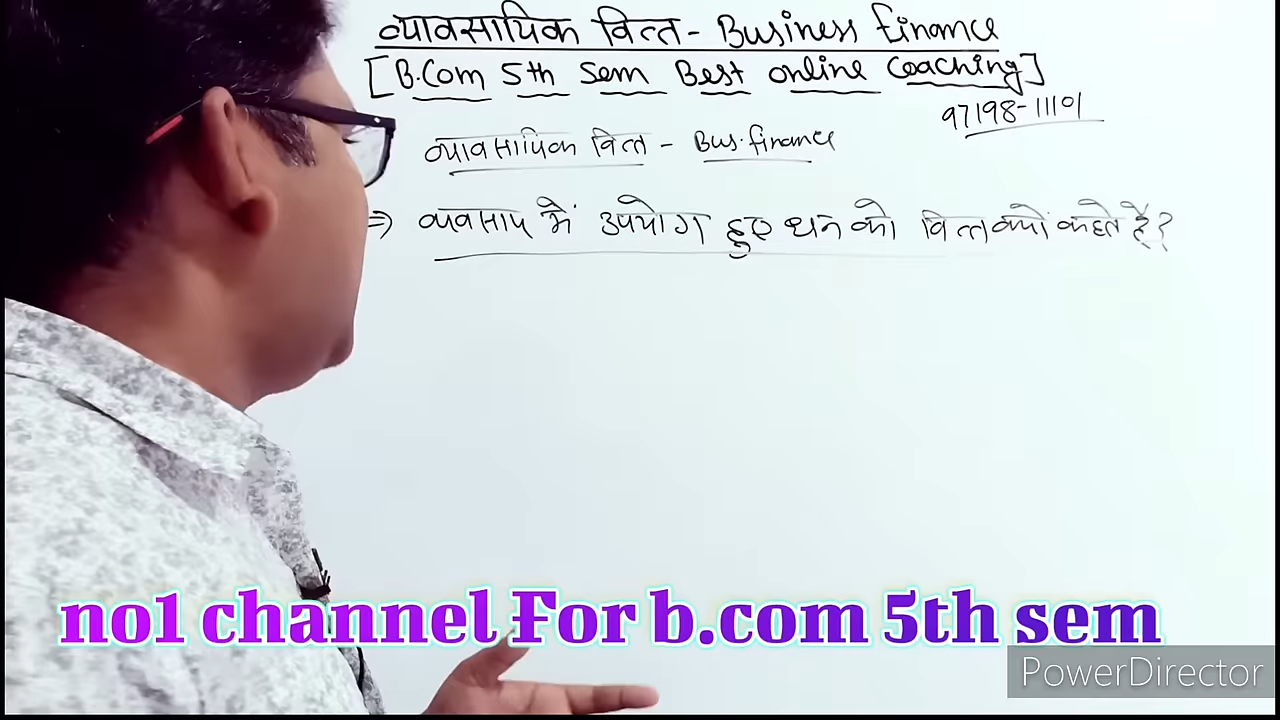 व्यावसायिक वित्त - Business finance
[B.Com 5th Sem Best online Coaching]
97198-11101
व्यावसायिक वित्त - Bus. finance
⇒ व्यवसाय में उपयोग हुए धन को वित्त क्यों कहते हैं?
no1 channel For b.com 5th sem
PowerDirector